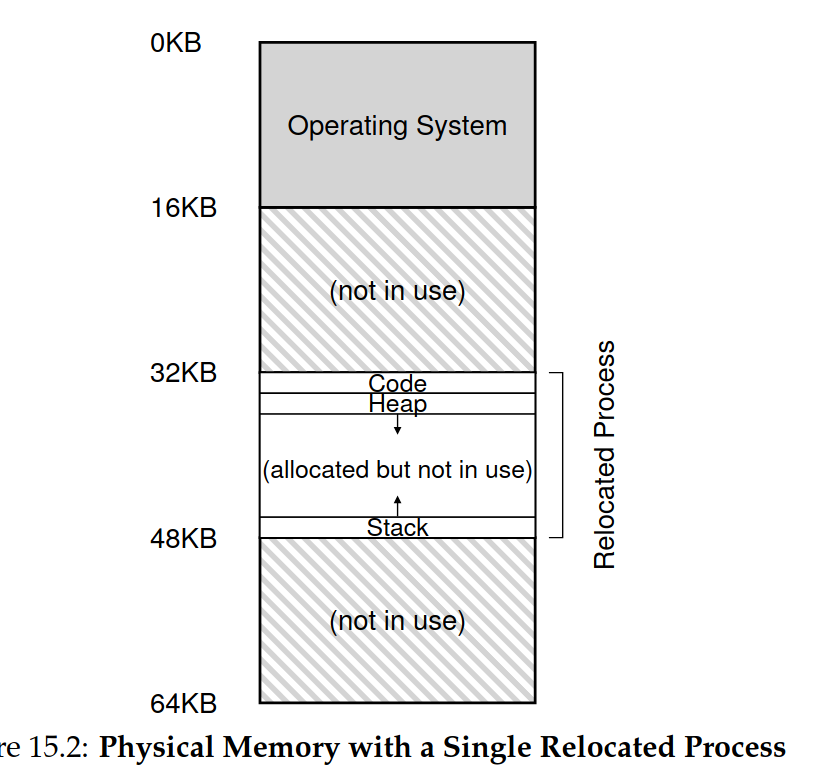 0KB
Operating System
16KB
(not in use)
32KB
Code
Heap
(allocated but not in use)
Stack
48KB
Relocated Process
(not in use)
64KB
re 15.2: Physical Memory with a Single Relocated Process